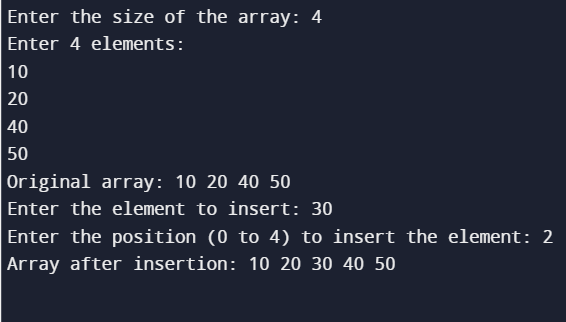 Enter the size of the array: 4
Enter 4 elements:
10
20
40
50
Original array: 10 20 40 50
Enter the element to insert: 30
Enter the position (0 to 4) to insert the element: 2
Array after insertion: 10 20 30 40 50